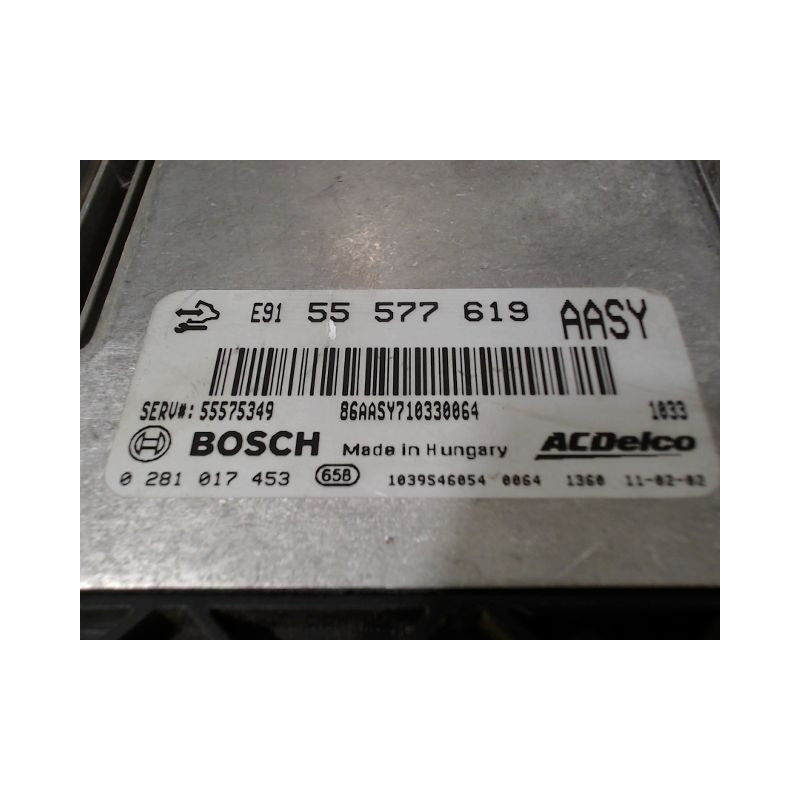 E91 55 577 619 AASY
SERV#: 55575349 86AASY710330064 1033
BOSCH Made in Hungary ACDelco
0 281 017 453 658 1039S46054 0064 1360 11-02-02